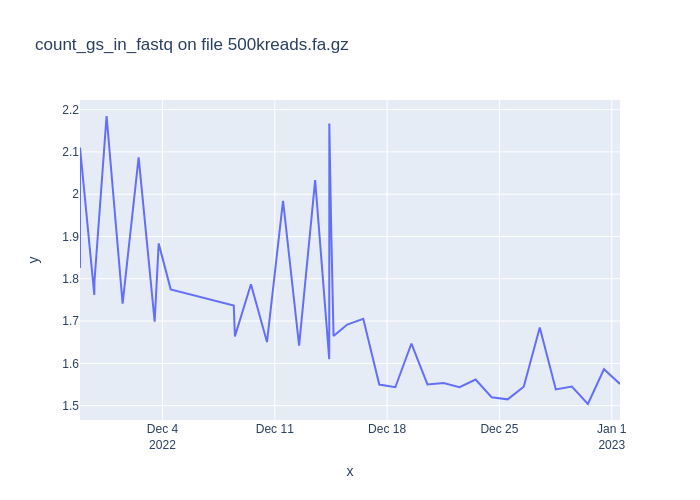 count_gs_in_fastq on file 500kreads.fa.gz
2.2
2.1
2
1.9
1.8
1.7
1.6
1.5
y
Dec 4
2022
Dec 11
Dec 18
Dec 25
Jan 1
2023
x